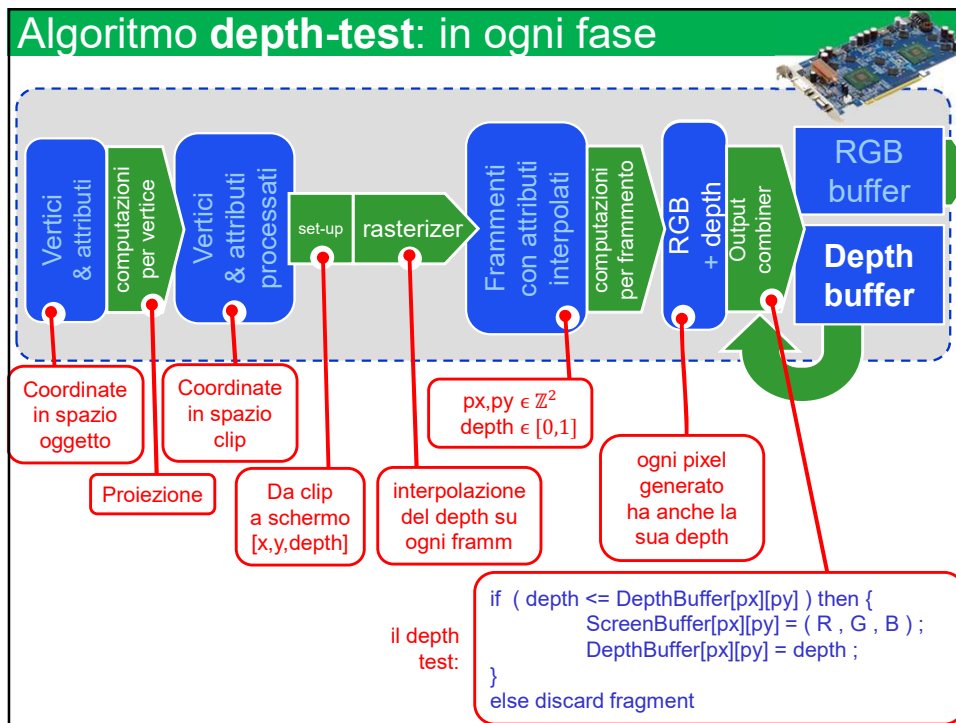 Algoritmo depth-test: in ogni fase
Vertici
& attributi
computazioni
per vertice
Vertici
& attributi
processati
set-up
rasterizer
Frammenti
con attributi
interpolati
computazioni
per frammento
RGB
+ depth
Output
combiner
RGB
buffer
Depth
buffer
Coordinate
in spazio
oggetto
Proiezione
Coordinate
in spazio
clip
Da clip
a schermo
[x,y,depth]
interpolazione
del depth su
ogni framm
px,py ϵ ℤ²
depth ϵ [0,1]
ogni pixel
generato
ha anche la
sua depth
il depth
test:
if ( depth <= DepthBuffer[px][py] ) then {
ScreenBuffer[px][py] = ( R , G , B ) ;
DepthBuffer[px][py] = depth ;
}
else discard fragment